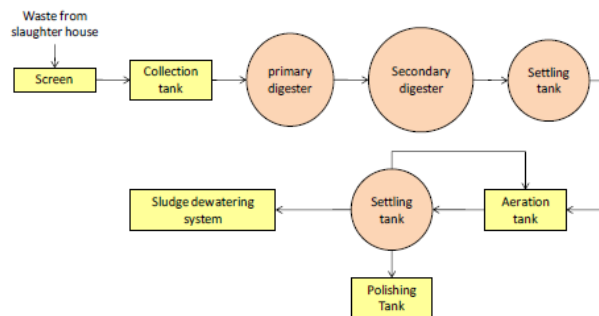 Waste from
slaughter house
Screen
Collection
tank
primary
digester
Secondary
digester
Settling
tank
Sludge dewatering
system
Settling
tank
Aeration
tank
Polishing
Tank